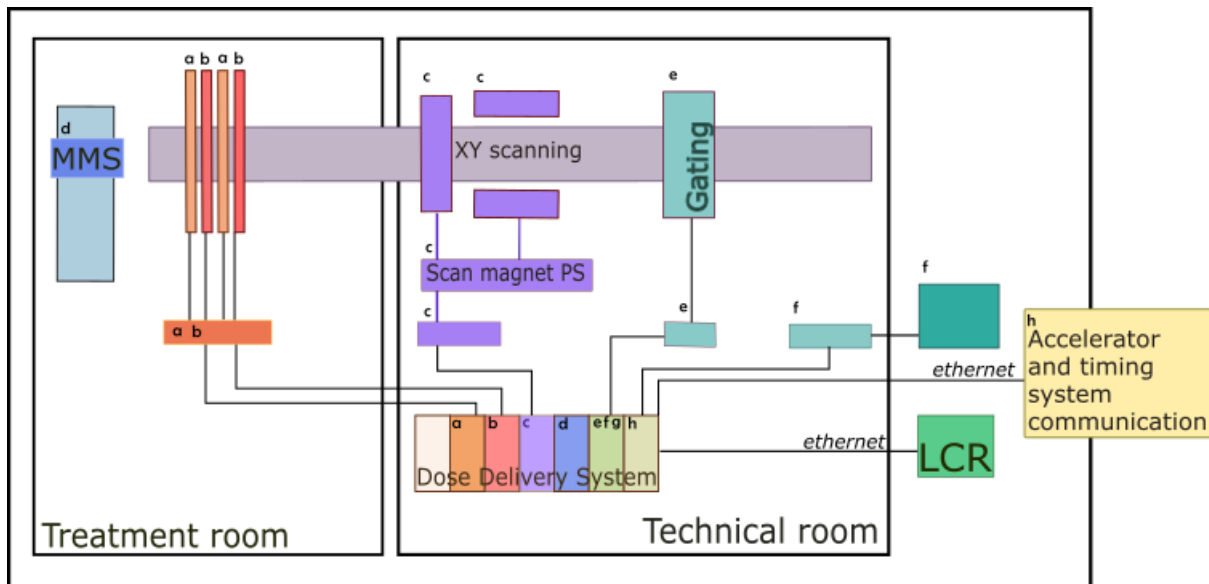 a b a b
c
c
e
d
MMS
XY scanning
Gating
c
Scan magnet PS
f
a b
c
e
f
h
Accelerator
and timing
system
communication
ethernet
a
b
c
d
e f g
h
Dose Delivery System
ethernet
LCR
Treatment room
Technical room